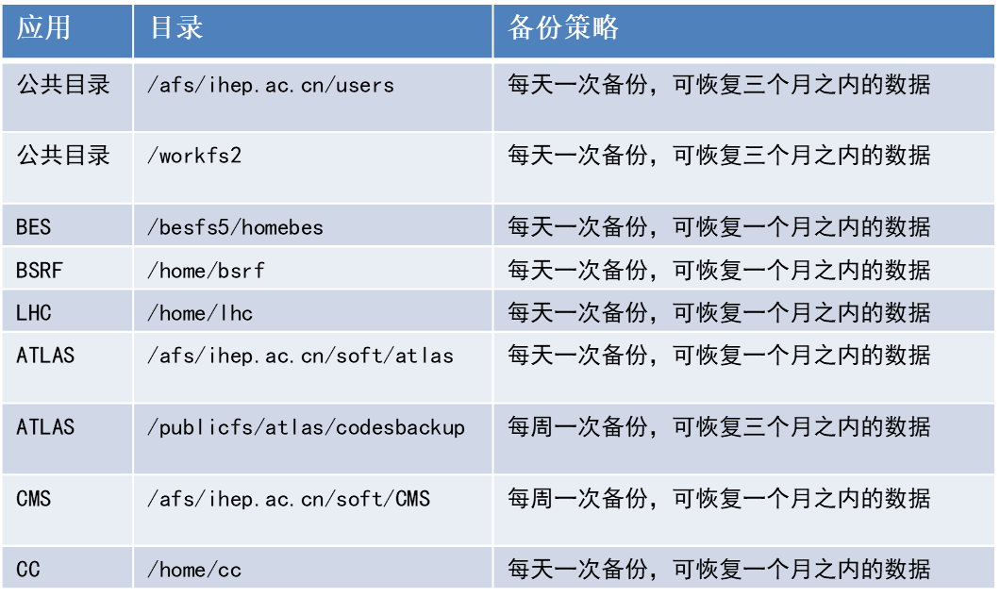 应用 目录 备份策略
公共目录 /afs/ihep.ac.cn/users 每天一次备份，可恢复三个月之内的数据
公共目录 /workfs2 每天一次备份，可恢复三个月之内的数据
BES /besfs5/homebes 每天一次备份，可恢复一个月之内的数据
BSRF /home/bsrf 每天一次备份，可恢复一个月之内的数据
LHC /home/lhc 每天一次备份，可恢复一个月之内的数据
ATLAS /afs/ihep.ac.cn/soft/atlas 每天一次备份，可恢复一个月之内的数据
ATLAS /publicfs/atlas/codesbackup 每周一次备份，可恢复三个月之内的数据
CMS /afs/ihep.ac.cn/soft/CMS 每周一次备份，可恢复一个月之内的数据
CC /home/cc 每天一次备份，可恢复一个月之内的数据